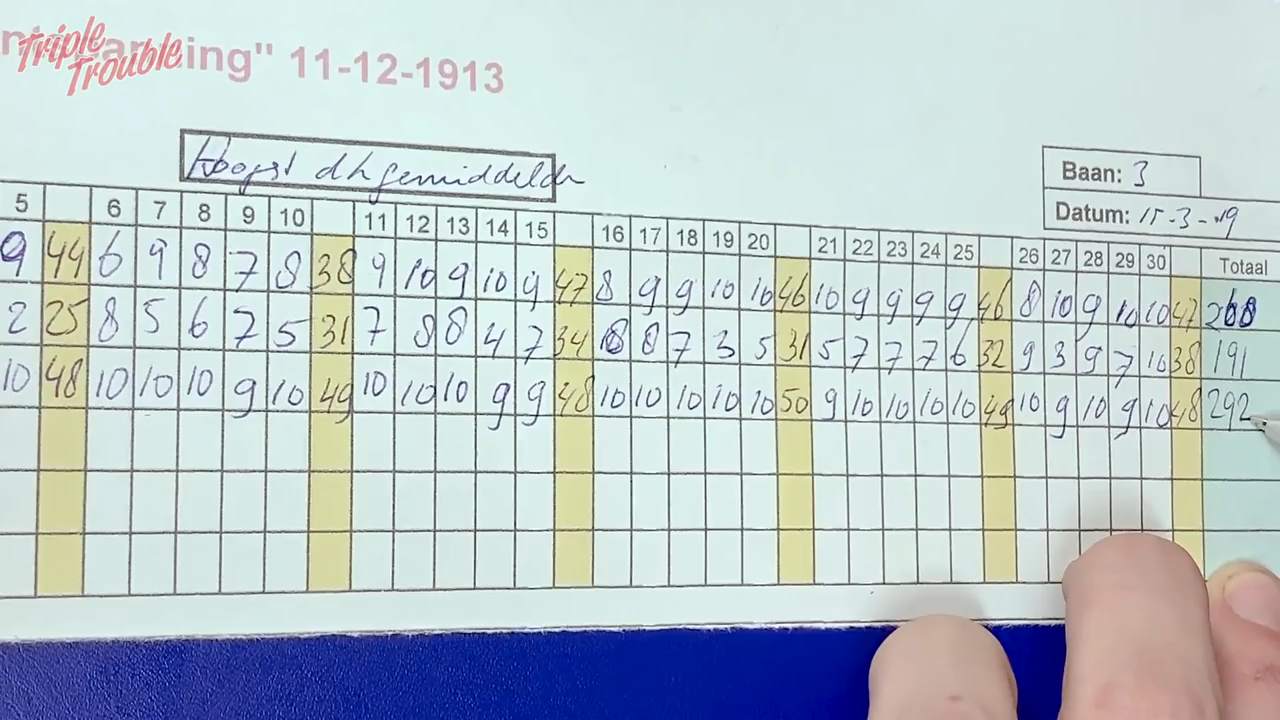 Triple
Trouble
ing" 11-12-1913
Hoogst dh gemiddelde
Baan: 3
Datum: 15-3-'19
5 6 7 8 9 10 11 12 13 14 15 16 17 18 19 20 21 22 23 24 25 26 27 28 29 30 Totaal
9 44 6 9 8 7 8 38 9 10 9 10 9 47 8 9 9 10 10 46 10 9 9 9 9 46 8 10 9 10 10 47 268
2 25 8 5 6 7 5 31 7 8 8 4 7 34 8 8 7 3 5 31 5 7 7 7 6 32 9 3 9 7 10 38 191
10 48 10 10 10 9 10 49 10 10 10 9 9 48 10 10 10 10 10 50 9 10 10 10 10 49 10 9 10 9 10 48 292